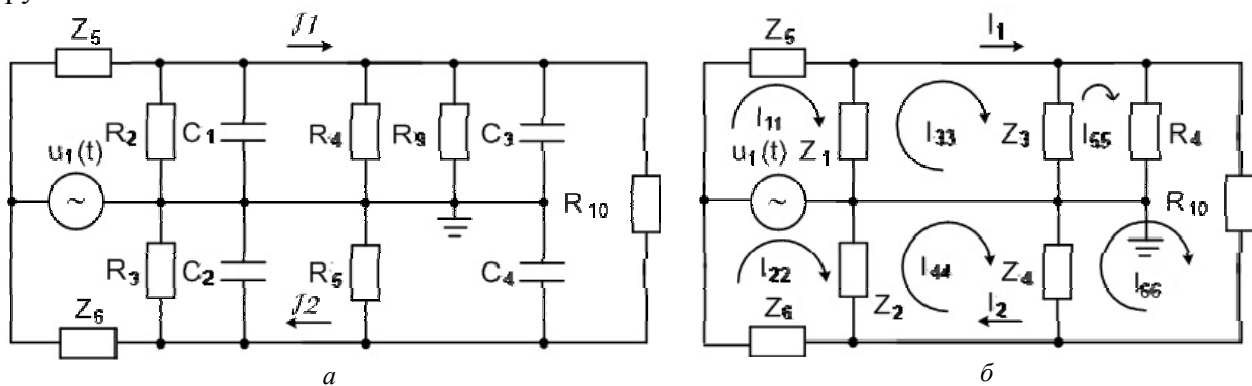 Z5
J1
R2
C1
R4
R9
C3
u1(t)
~
R10
R3
C2
R5
C4
J2
Z6
а
Z5
I1
I11
Z1
I33
Z3
I55
R4
u1(t)
~
R10
I22
Z2
I44
Z4
I66
Z6
I2
б